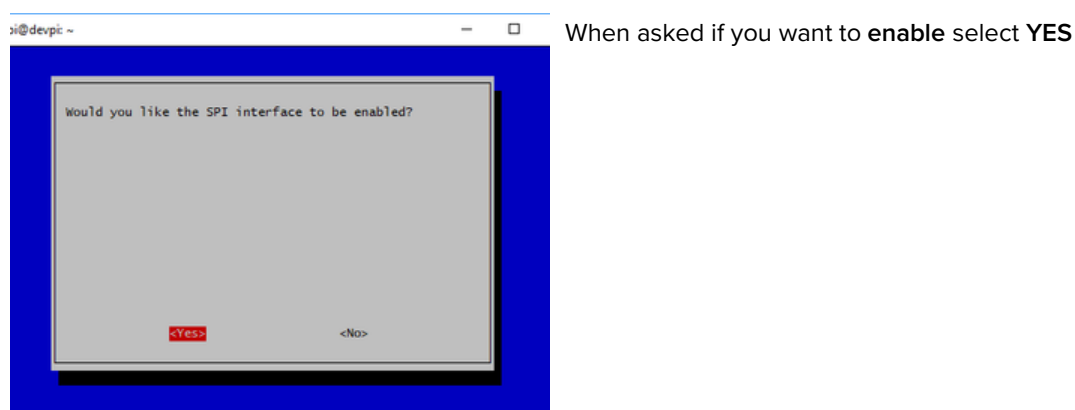 pi@devpi: ~
When asked if you want to enable select YES
Would you like the SPI interface to be enabled?
<Yes> <No>